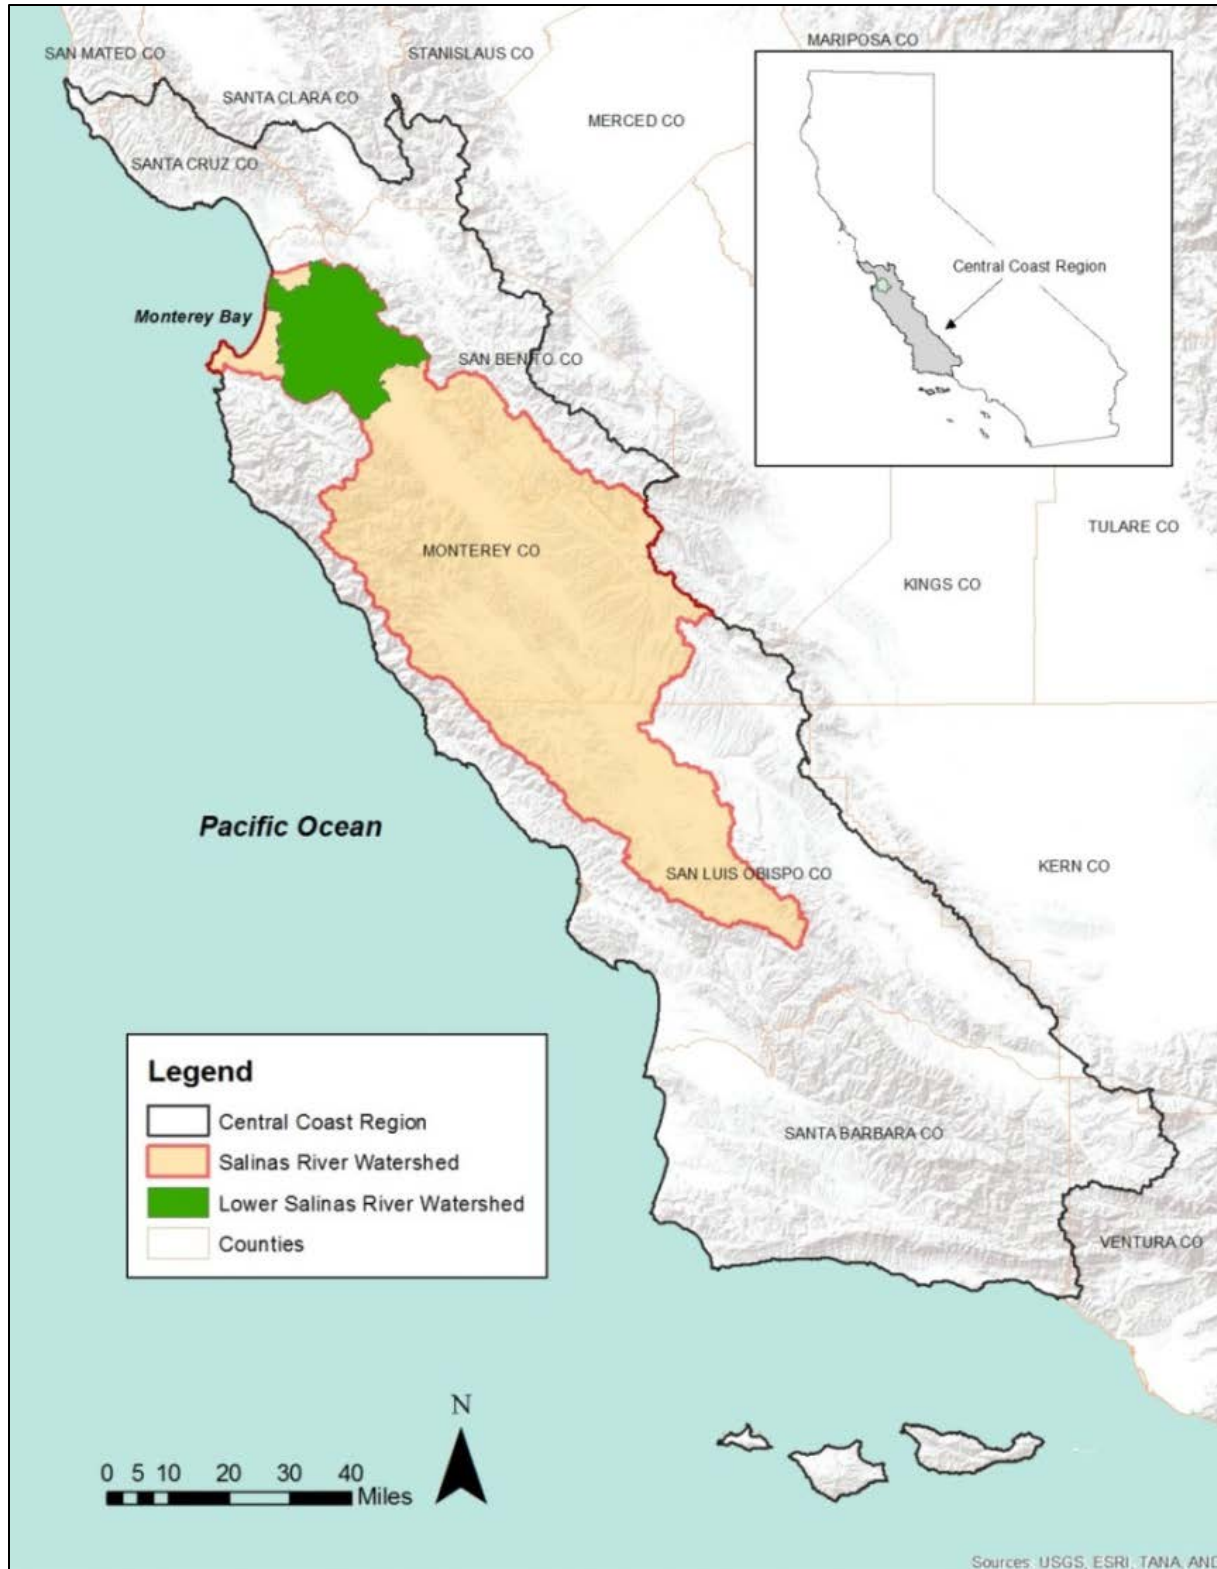 SAN MATEO CO
STANISLAUS CO
MARIPOSA CO
SANTA CLARA CO
MERCED CO
SANTA CRUZ CO
Central Coast Region
Monterey Bay
SAN BENITO CO
TULARE CO
MONTEREY CO
KINGS CO
Pacific Ocean
KERN CO
SAN LUIS OBISPO CO
Legend
Central Coast Region
Salinas River Watershed
Lower Salinas River Watershed
Counties
SANTA BARBARA CO
VENTURA CO
N
0 5 10 20 30 40
Miles
Sources: USGS, ESRI, TANA, AND